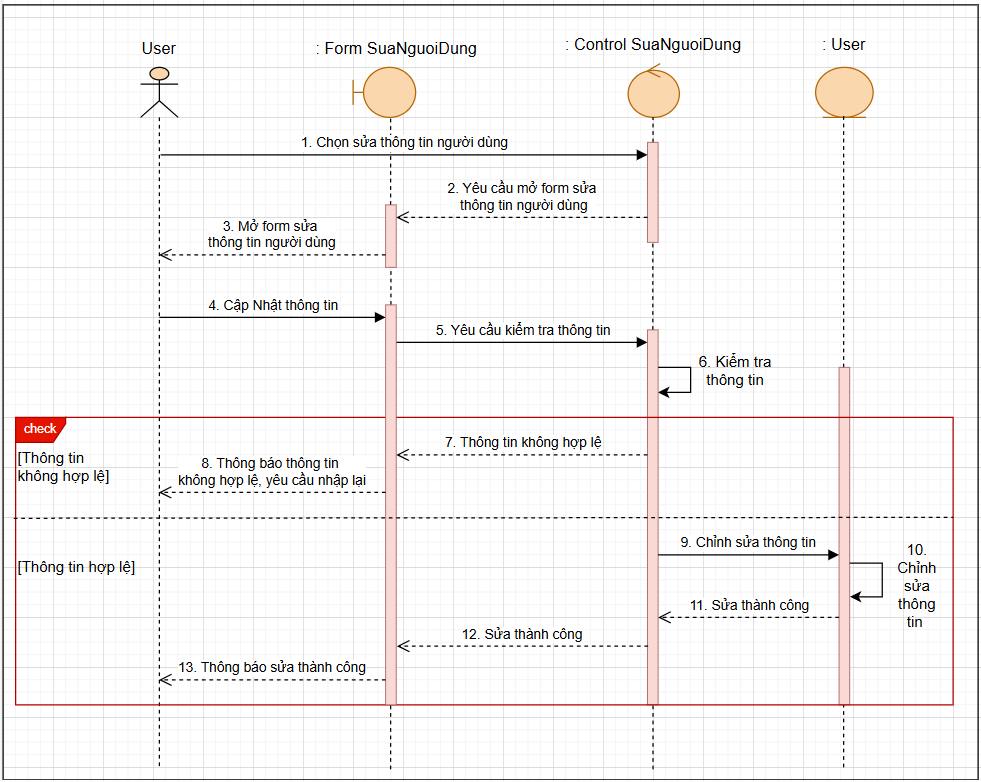 User
: Form SuaNguoiDung
: Control SuaNguoiDung
: User
1. Chọn sửa thông tin người dùng
2. Yêu cầu mở form sửa
thông tin người dùng
3. Mở form sửa
thông tin người dùng
4. Cập Nhật thông tin
5. Yêu cầu kiểm tra thông tin
6. Kiểm tra
thông tin
check
[Thông tin
không hợp lệ]
7. Thông tin không hợp lệ
8. Thông báo thông tin
không hợp lệ, yêu cầu nhập lại
[Thông tin hợp lệ]
9. Chỉnh sửa thông tin
10.
Chỉnh
sửa
thông
tin
11. Sửa thành công
12. Sửa thành công
13. Thông báo sửa thành công